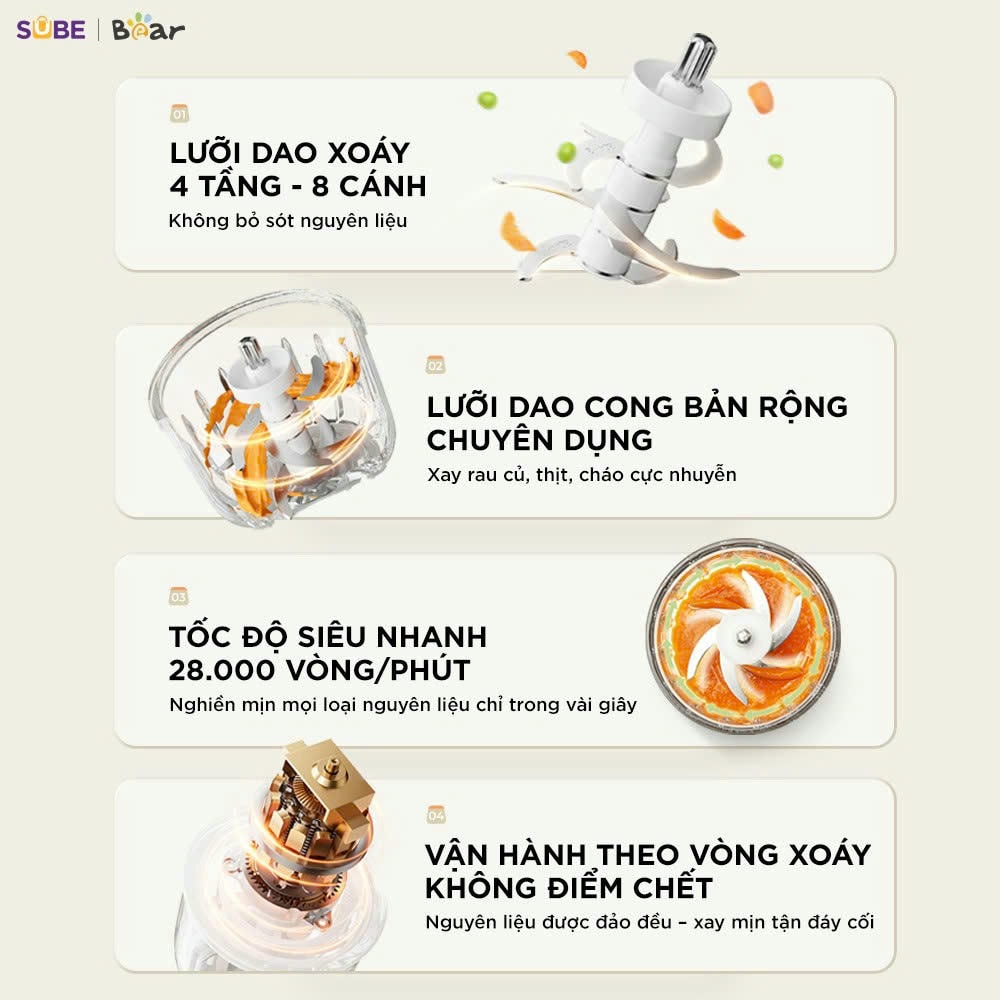 SUBE | Bear
01
LƯỠI DAO XOÁY
4 TẦNG - 8 CÁNH
Không bỏ sót nguyên liệu
02
LƯỠI DAO CONG BẢN RỘNG
CHUYÊN DỤNG
Xay rau củ, thịt, cháo cực nhuyễn
03
TỐC ĐỘ SIÊU NHANH
28.000 VÒNG/PHÚT
Nghiền mịn mọi loại nguyên liệu chỉ trong vài giây
04
VẬN HÀNH THEO VÒNG XOÁY
KHÔNG ĐIỂM CHẾT
Nguyên liệu được đảo đều – xay mịn tận đáy cối